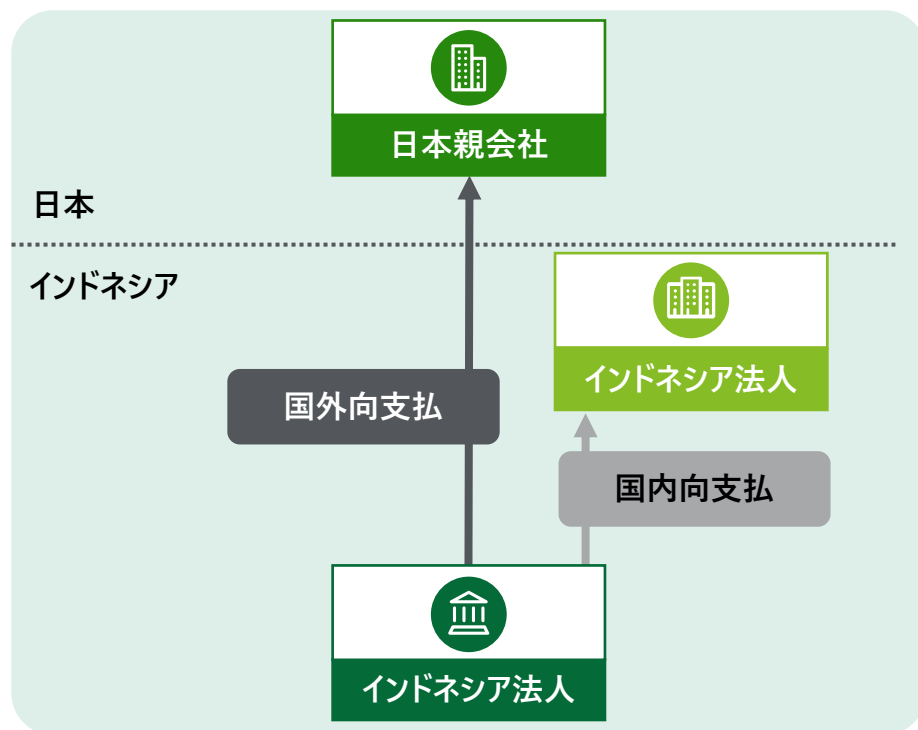 日本親会社
日本
インドネシア
インドネシア法人
国外向支払
国内向支払
インドネシア法人